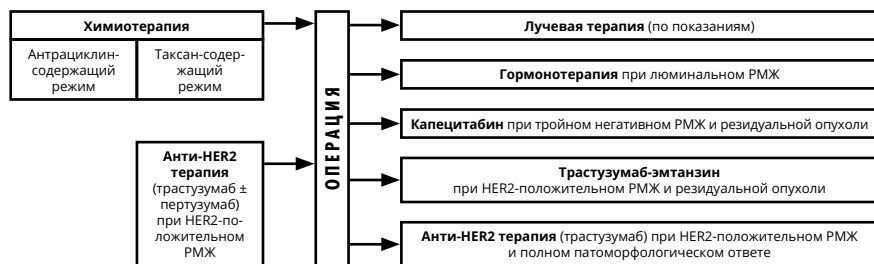 Химиотерапия
Антрациклин-
содержащий
режим
Таксан-содер-
жащий
режим
Анти-HER2
терапия
(трастузумаб ±
пертузумаб)
при HER2-по-
ложительном
РМЖ
ОПЕРАЦИЯ
Лучевая терапия (по показаниям)
Гормонотерапия при люминальном РМЖ
Капецитабин при тройном негативном РМЖ и резидуальной опухоли
Трастузумаб-эмтанзин
при HER2-положительном РМЖ и резидуальной опухоли
Анти-HER2 терапия (трастузумаб) при HER2-положительном РМЖ
и полном патоморфологическом ответе